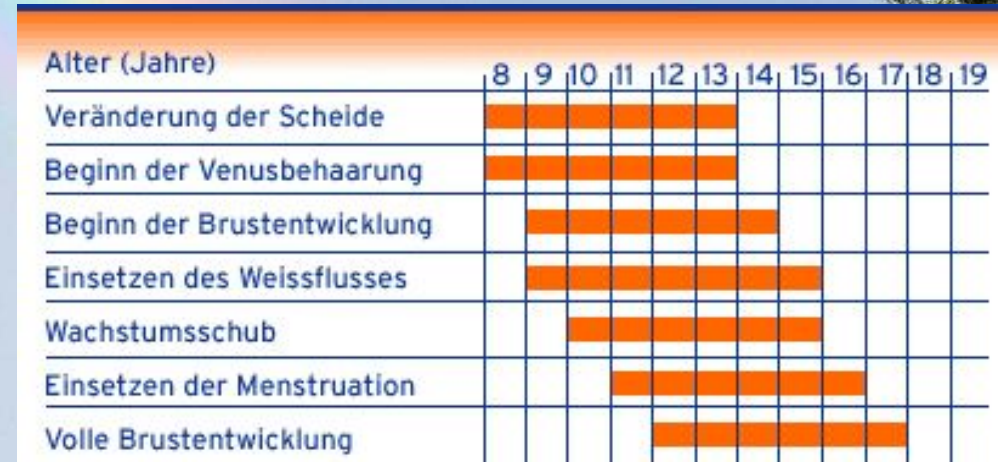 Alter (Jahre) 8 9 10 11 12 13 14 15 16 17 18 19
Veränderung der Scheide
Beginn der Venusbehaarung
Beginn der Brustentwicklung
Einsetzen des Weissflusses
Wachstumsschub
Einsetzen der Menstruation
Volle Brustentwicklung